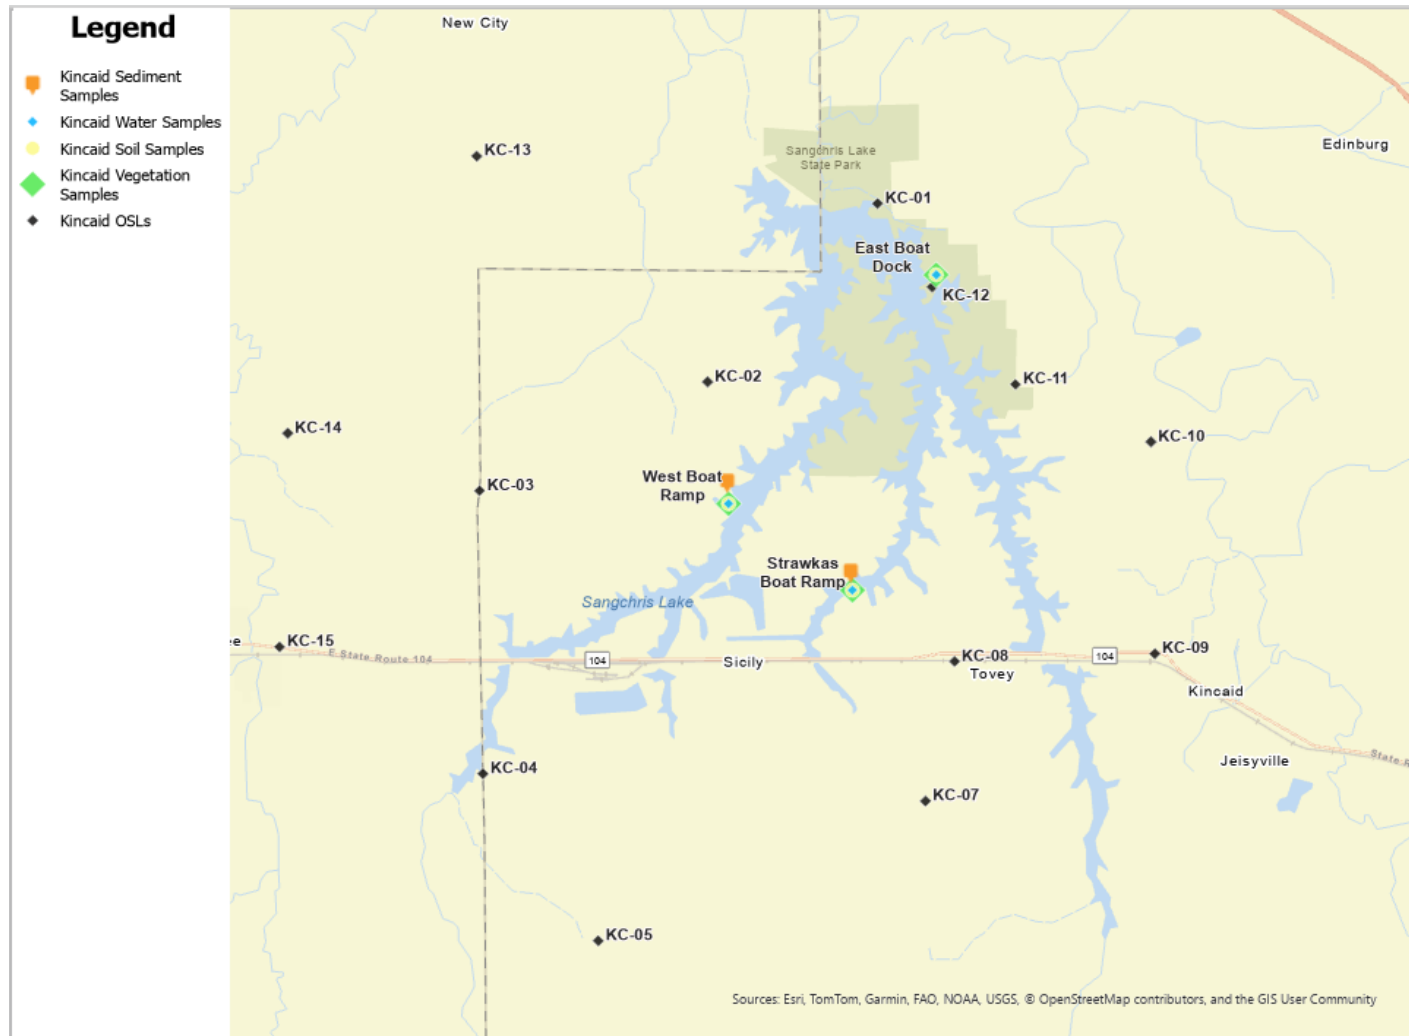 Legend
Kincaid Sediment
Samples
Kincaid Water Samples
Kincaid Soil Samples
Kincaid Vegetation
Samples
Kincaid OSLs
New City
Edinburg
KC-13
Sangchris Lake
State Park
KC-01
East Boat
Dock
KC-12
KC-02
KC-11
KC-14
KC-10
West Boat
Ramp
KC-03
Strawkas
Boat Ramp
Sangchris Lake
ee
KC-15
E State Route 104
104
Sicily
KC-08
Tovey
104
KC-09
Kincaid
State R
Jeisyville
KC-04
KC-07
KC-05
Sources: Esri, TomTom, Garmin, FAO, NOAA, USGS, © OpenStreetMap contributors, and the GIS User Community